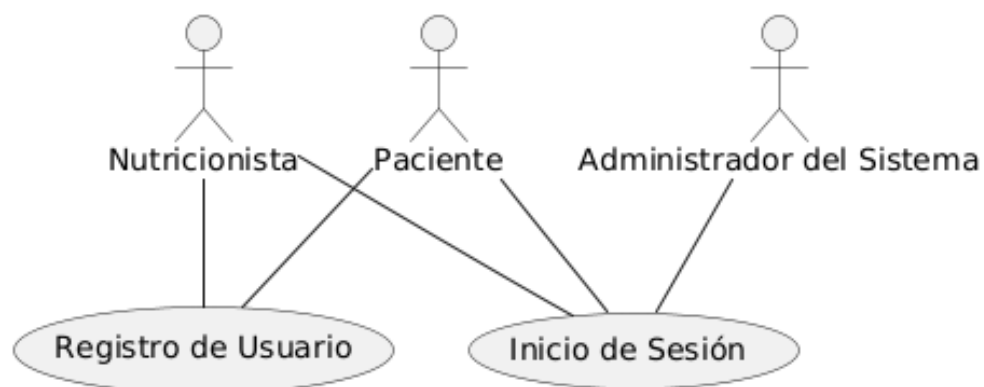 Nutricionista
Paciente
Administrador del Sistema
Registro de Usuario
Inicio de Sesión